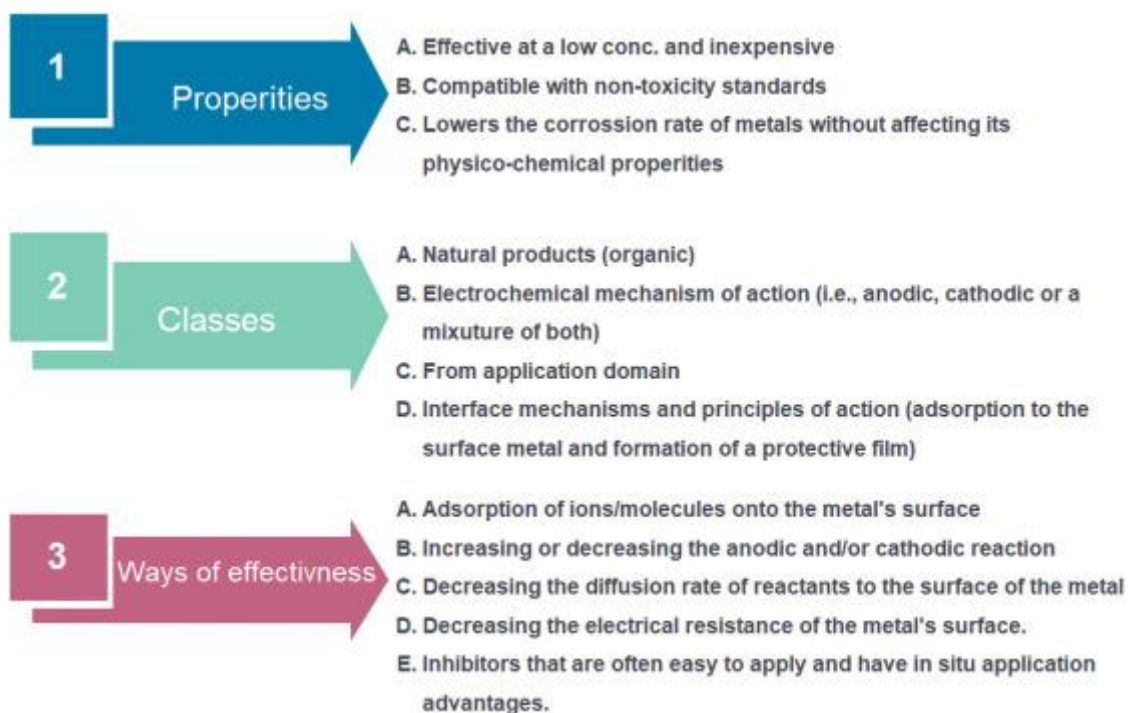 1
Properities
A. Effective at a low conc. and inexpensive
B. Compatible with non-toxicity standards
C. Lowers the corrossion rate of metals without affecting its
physico-chemical properities
2
Classes
A. Natural products (organic)
B. Electrochemical mechanism of action (i.e., anodic, cathodic or a
mixuture of both)
C. From application domain
D. Interface mechanisms and principles of action (adsorption to the
surface metal and formation of a protective film)
3
Ways of effectivness
A. Adsorption of ions/molecules onto the metal's surface
B. Increasing or decreasing the anodic and/or cathodic reaction
C. Decreasing the diffusion rate of reactants to the surface of the metal
D. Decreasing the electrical resistance of the metal's surface.
E. Inhibitors that are often easy to apply and have in situ application
advantages.